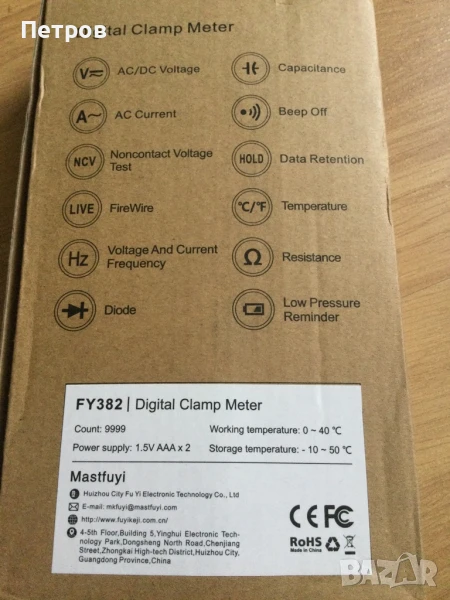 Петров
ital Clamp Meter
V AC/DC Voltage
A~ AC Current
NCV Noncontact Voltage
Test
LIVE FireWire
Hz Voltage And Current
Frequency
Diode
Capacitance
Beep Off
HOLD Data Retention
°C/°F Temperature
Ω Resistance
Low Pressure
Reminder
FY382 | Digital Clamp Meter
Count: 9999
Working temperature: 0 ~ 40 ℃
Power supply: 1.5V AAA x 2
Storage temperature: - 10 ~ 50 ℃
Mastfuyi
Huizhou City Fu Yi Electronic Technology Co., Ltd
E-mail: mkfuyi@mastfuyi.com
http://www.fuyikeji.com.cn/
4-5th Floor,Building 5,Yinghui Electronic Tech-
nology Park,Dongsheng North Road,Chenjiang
Street,Zhongkai High-tech District,Huizhou City,
Guangdong Province,China
CE FC
RoHS
Made in China
BAZAR